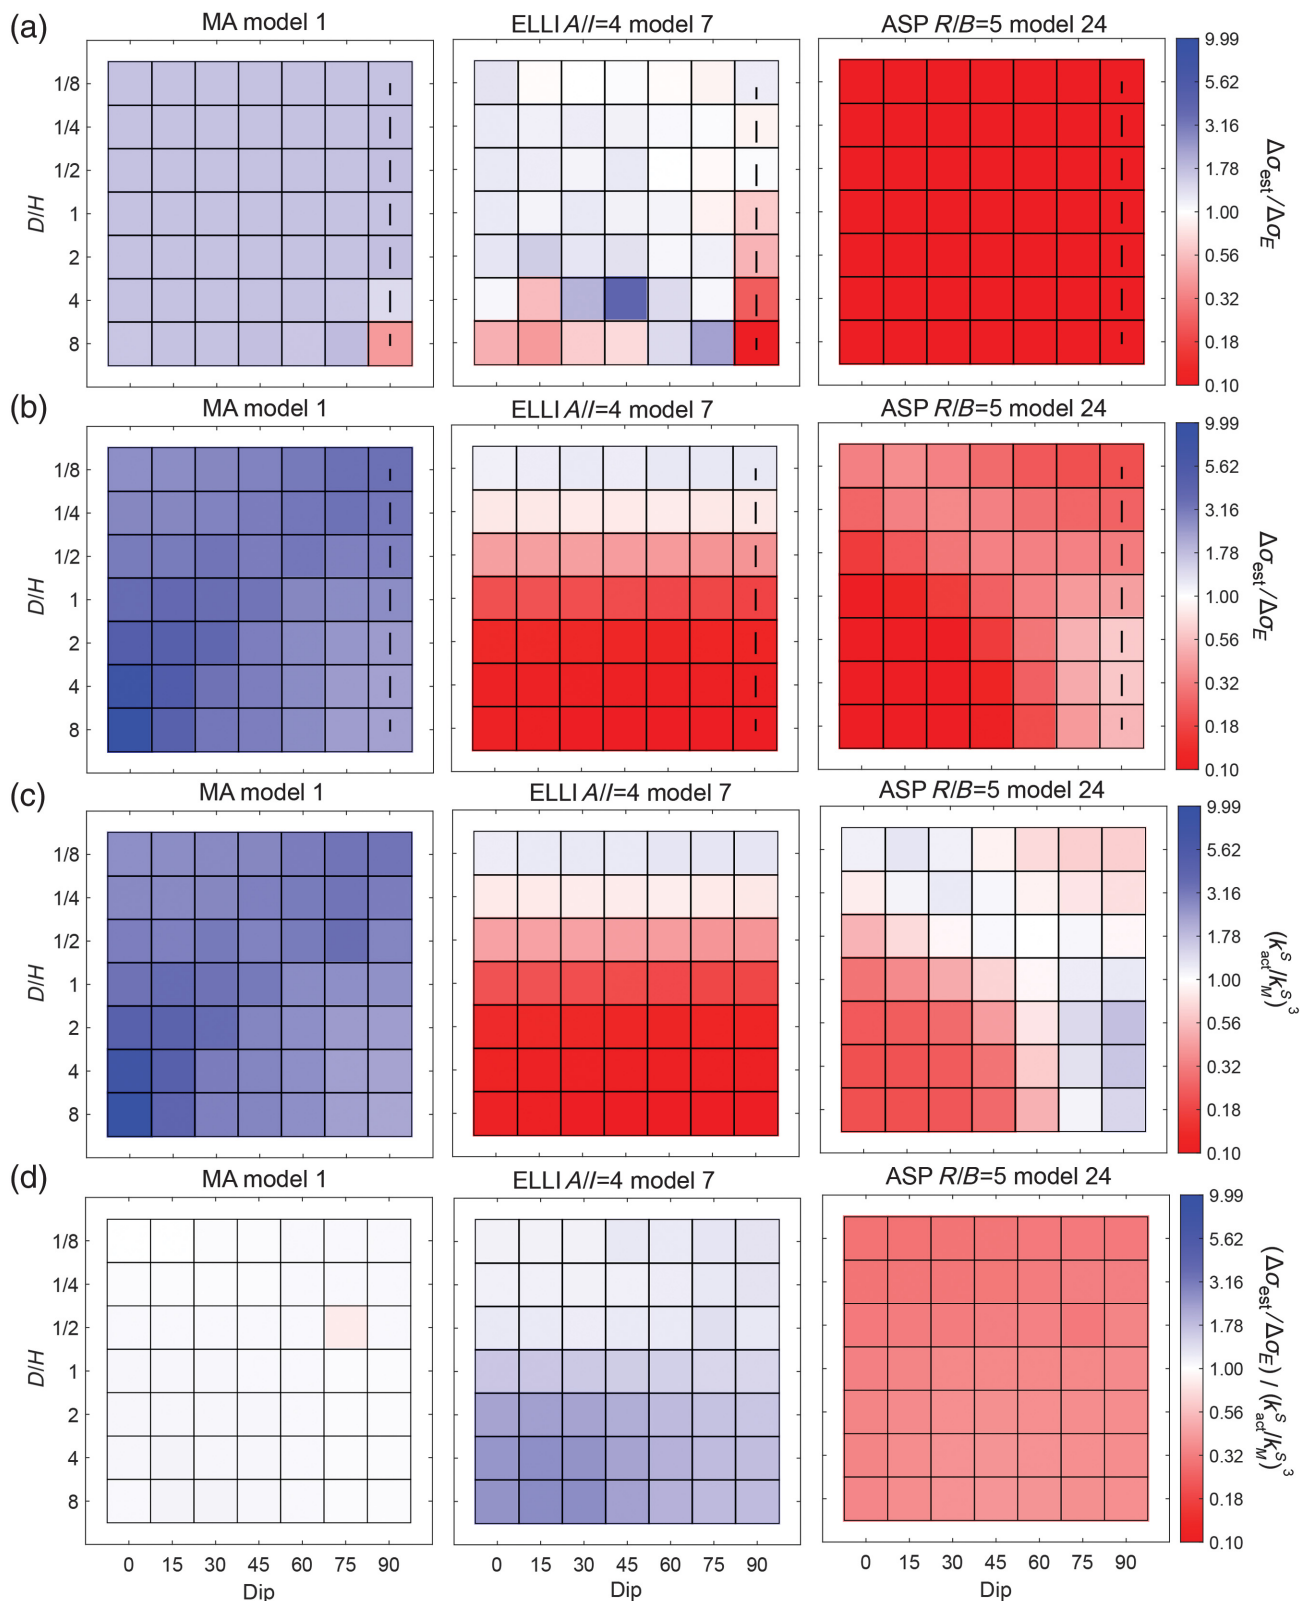 (a)
MA model 1
ELLI A/I=4 model 7
ASP R/B=5 model 24
D/H
1/8
1/4
1/2
1
2
4
8
9.99
5.62
3.16
1.78
1.00
0.56
0.32
0.18
0.10
Δσest/ΔσE
(b)
MA model 1
ELLI A/I=4 model 7
ASP R/B=5 model 24
D/H
1/8
1/4
1/2
1
2
4
8
9.99
5.62
3.16
1.78
1.00
0.56
0.32
0.18
0.10
Δσest/ΔσE
(c)
MA model 1
ELLI A/I=4 model 7
ASP R/B=5 model 24
D/H
1/8
1/4
1/2
1
2
4
8
9.99
5.62
3.16
1.78
1.00
0.56
0.32
0.18
0.10
(k^S_act/k^S_M)^3
(d)
MA model 1
ELLI A/I=4 model 7
ASP R/B=5 model 24
D/H
1/8
1/4
1/2
1
2
4
8
9.99
5.62
3.16
1.78
1.00
0.56
0.32
0.18
0.10
(Δσest/ΔσE) / (k^S_act/k^S_M)^3
0 15 30 45 60 75 90
0 15 30 45 60 75 90
0 15 30 45 60 75 90
Dip
Dip
Dip